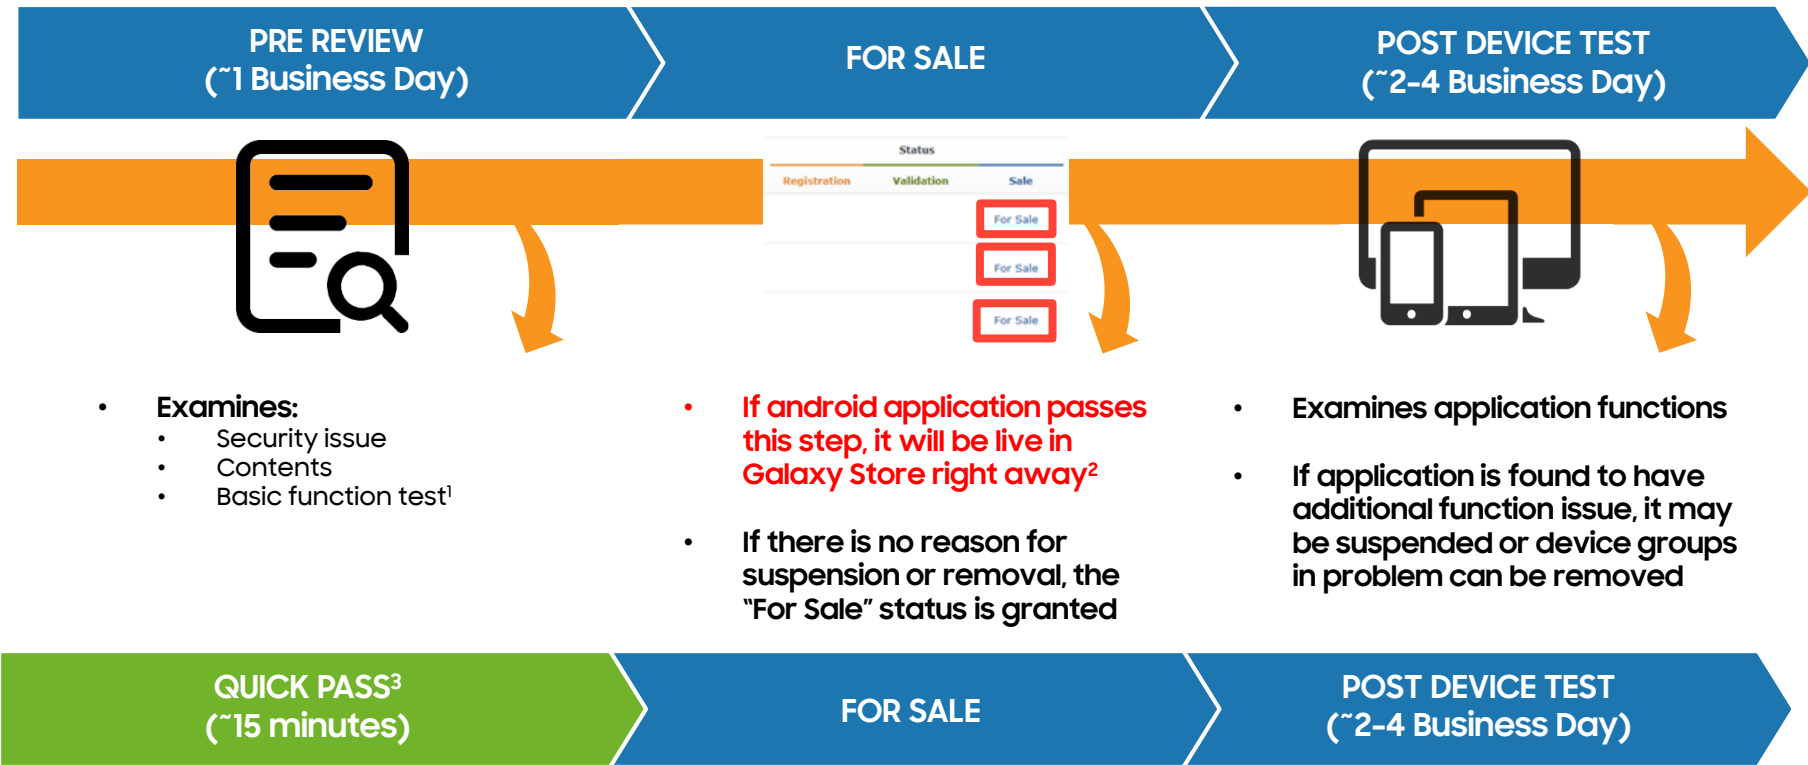 PRE REVIEW
(~1 Business Day)
FOR SALE
POST DEVICE TEST
(~2-4 Business Day)
Status
Registration Validation Sale
For Sale
For Sale
For Sale
• Examines:
• Security issue
• Contents
• Basic function test¹
• If android application passes
this step, it will be live in
Galaxy Store right away²
• If there is no reason for
suspension or removal, the
“For Sale” status is granted
• Examines application functions
• If application is found to have
additional function issue, it may
be suspended or device groups
in problem can be removed
QUICK PASS³
(~15 minutes)
FOR SALE
POST DEVICE TEST
(~2-4 Business Day)